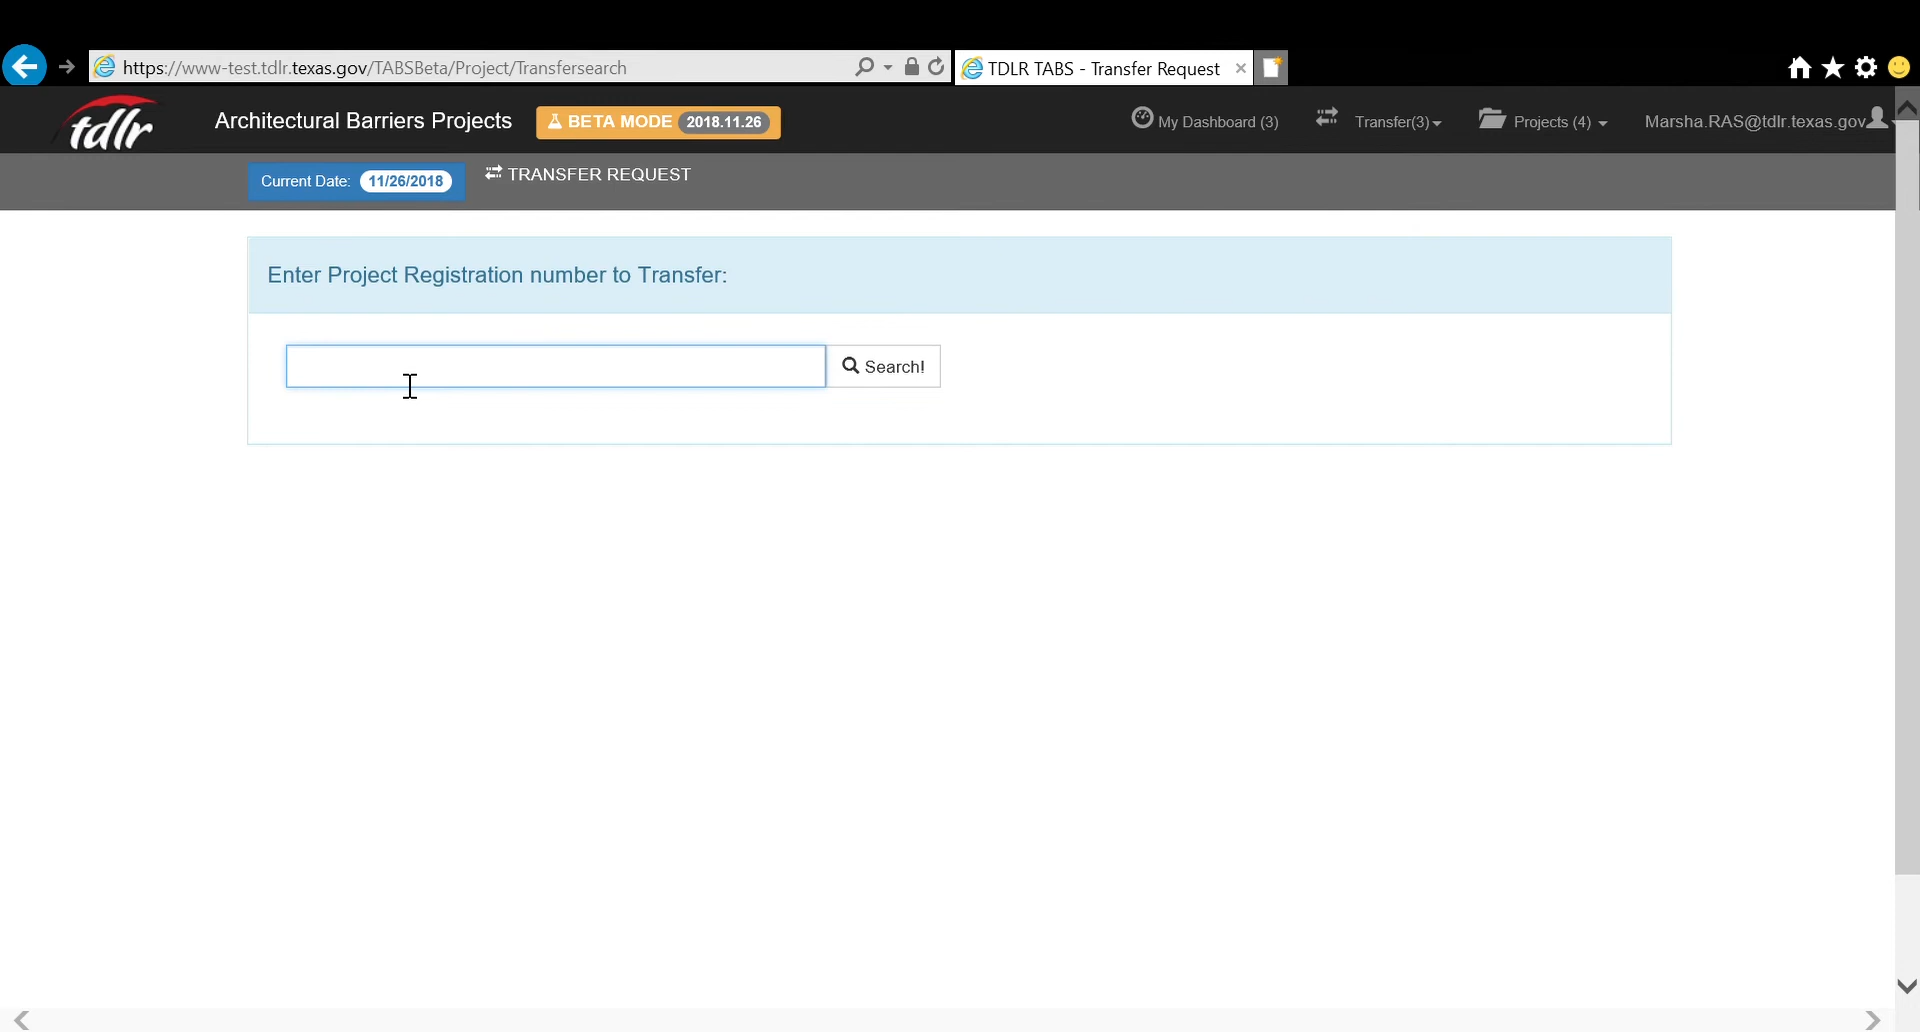 https://www-test.tdlr.texas.gov/TABSBeta/Project/Transfersearch
TDLR TABS - Transfer Request
tdlr
Architectural Barriers Projects
BETA MODE 2018.11.26
My Dashboard (3)
Transfer(3)
Projects (4)
Marsha.RAS@tdlr.texas.gov
Current Date: 11/26/2018
TRANSFER REQUEST
Enter Project Registration number to Transfer:
Search!